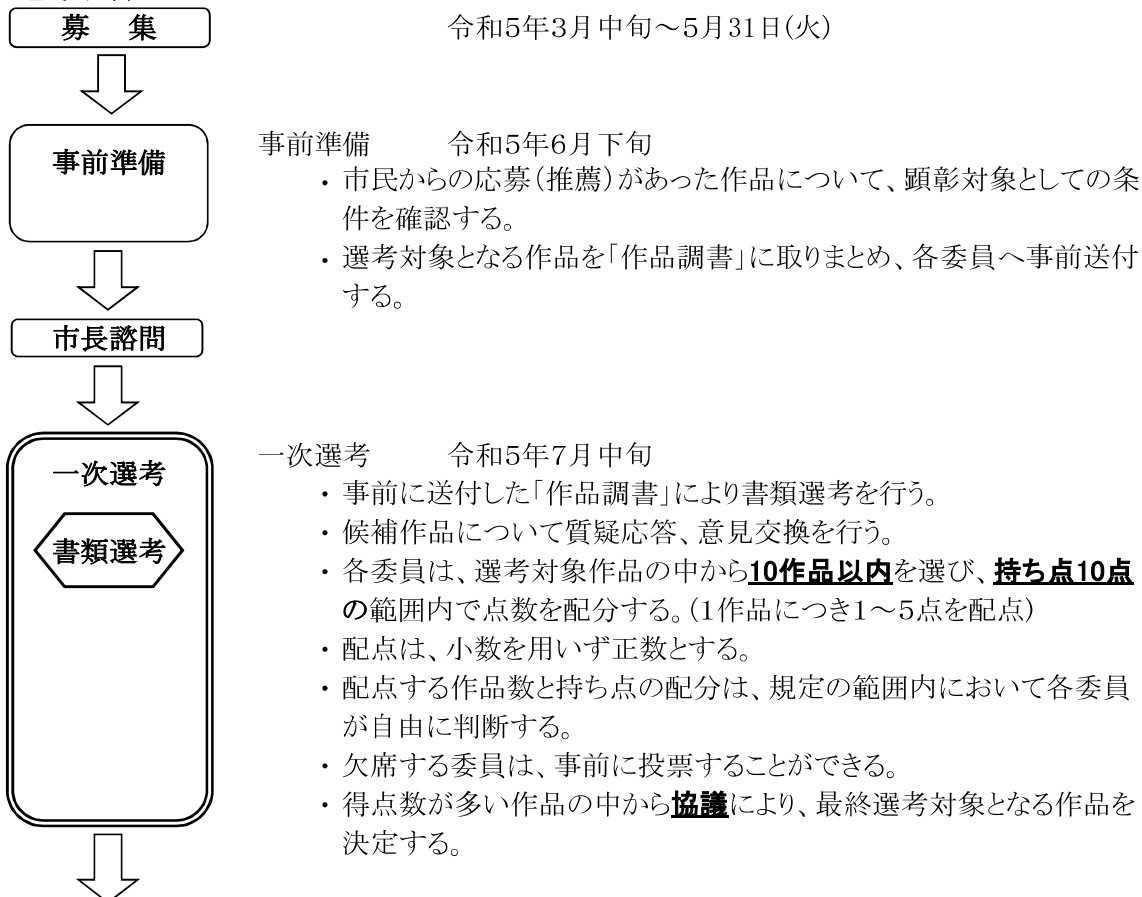 募　集　令和5年3月中旬～5月31日(火)
事前準備
事前準備　令和5年6月下旬
・市民からの応募(推薦)があった作品について、顕彰対象としての条
件を確認する。
・選考対象となる作品を「作品調書」に取りまとめ、各委員へ事前送付
する。
市長諮問
一次選考
書類選考
一次選考　令和5年7月中旬
・事前に送付した「作品調書」により書類選考を行う。
・候補作品について質疑応答、意見交換を行う。
・各委員は、選考対象作品の中から10作品以内を選び、持ち点10点
の範囲内で点数を配分する。(1作品につき1～5点を配点)
・配点は、小数を用いず正数とする。
・配点する作品数と持ち点の配分は、規定の範囲内において各委員
が自由に判断する。
・欠席する委員は、事前に投票することができる。
・得点数が多い作品の中から協議により、最終選考対象となる作品を
決定する。